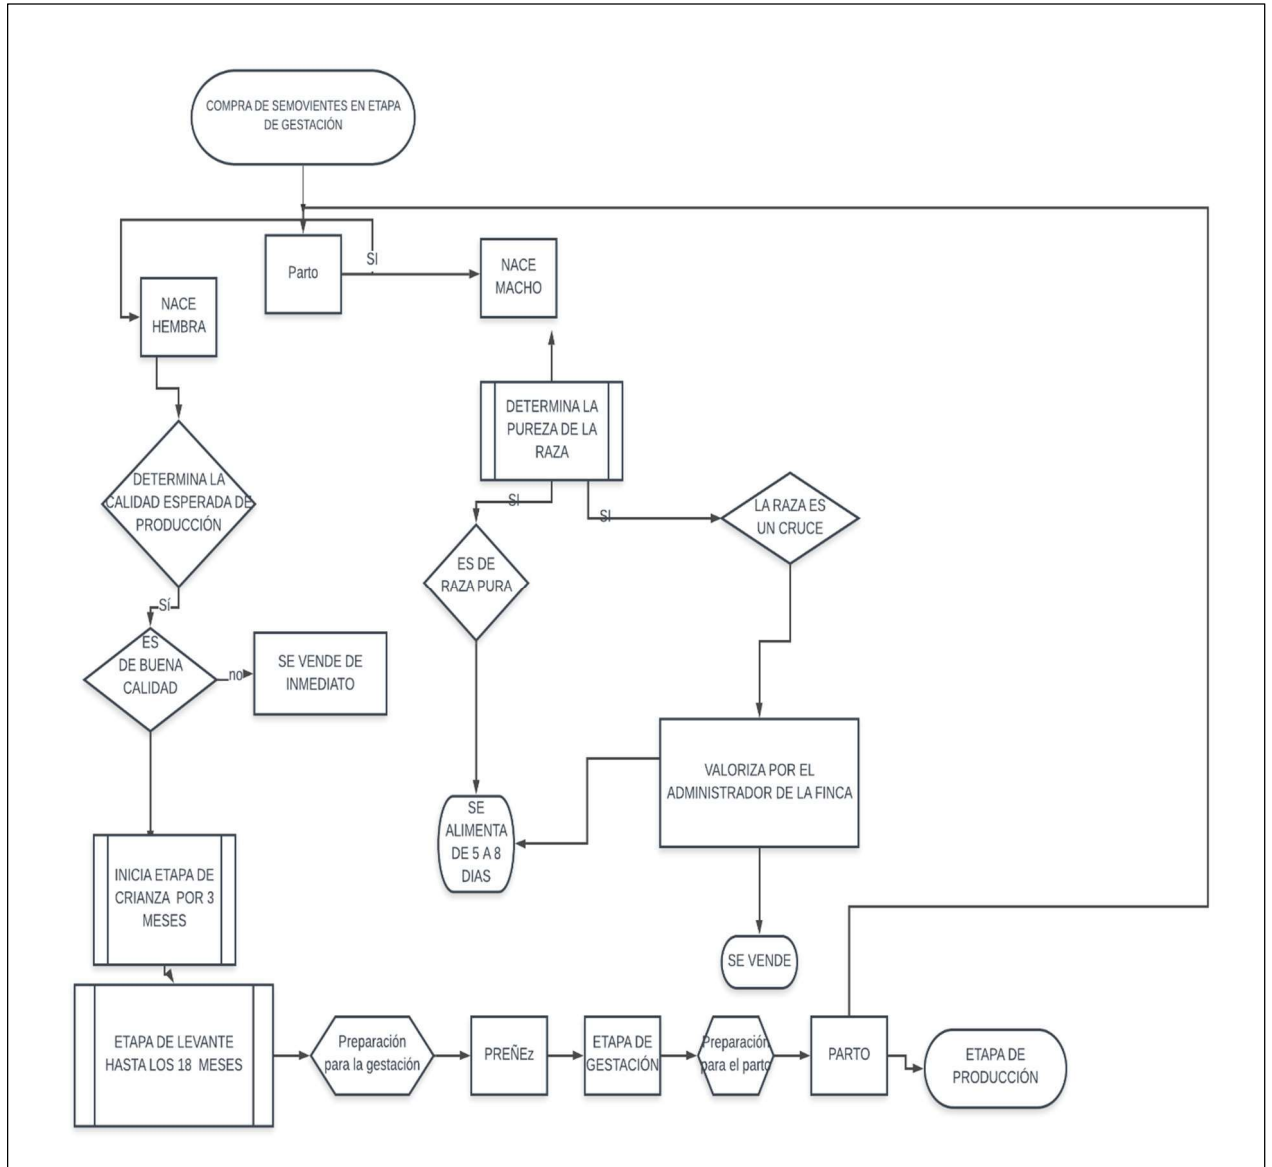 COMPRA DE SEMOVIENTES EN ETAPA
DE GESTACIÓN
Parto
SI
NACE
MACHO
NACE
HEMBRA
DETERMINA LA
PUREZA DE LA
RAZA
DETERMINA LA
CALIDAD ESPERADA DE
PRODUCCIÓN
SI
SI
LA RAZA ES
UN CRUCE
ES DE
RAZA PURA
Sí
ES
DE BUENA
CALIDAD
no
SE VENDE DE
INMEDIATO
VALORIZA POR EL
ADMINISTRADOR DE LA FINCA
SE
ALIMENTA
DE 5 A 8
DIAS
INICIA ETAPA DE
CRIANZA POR 3
MESES
SE VENDE
ETAPA DE LEVANTE
HASTA LOS 18 MESES
Preparación
para la gestación
PREÑEz
ETAPA DE
GESTACIÓN
Preparación
para el parto
PARTO
ETAPA DE
PRODUCCIÓN